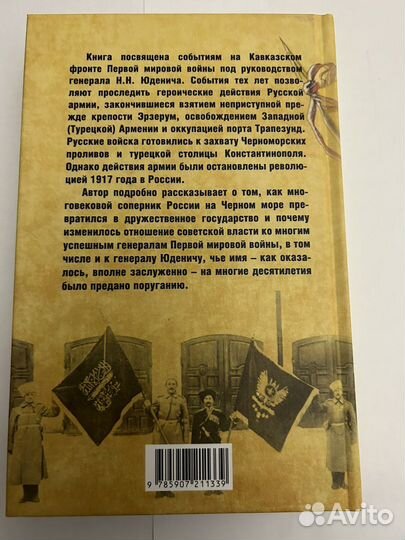 Книга посвящена событиям на Кавказском
фронте Первой мировой войны под руководством
генерала Н.Н. Юденича. События тех лет позво-
ляют проследить героические действия Русской
армии, закончившиеся взятием неприступной
прежде крепости Эрзерум, освобождением Западной
(Турецкой) Армении и оккупацией порта Трапезунд.
Русские войска готовились к захвату Черноморских
проливов и турецкой столицы Константинополя.
Однако действия армии были остановлены револю-
цией 1917 года в России.
Автор подробно рассказывает о том, как мно-
говековой соперник России на Черном море пре-
вратился в дружественное государство и почему
изменилось отношение советской власти ко многим
успешным генералам Первой мировой войны, в том
числе и к генералу Юденичу, чье имя – как оказа-
лось, вполне заслуженно – на многие десятилетия
было предано поруганию.
9 785907 211339
Avito